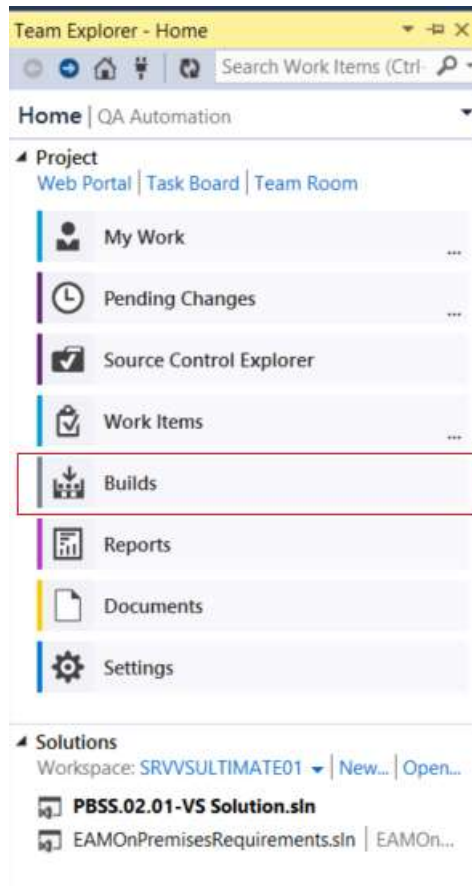 Team Explorer - Home
Search Work Items (Ctrl-
Home | QA Automation
Project
Web Portal | Task Board | Team Room
My Work
...
Pending Changes
...
Source Control Explorer
Work Items
...
Builds
Reports
Documents
Settings
Solutions
Workspace: SRVVSULTIMATE01 | New... | Open...
PBSS.02.01-VS Solution.sln
EAMOnPremisesRequirements.sln | EAMOn...